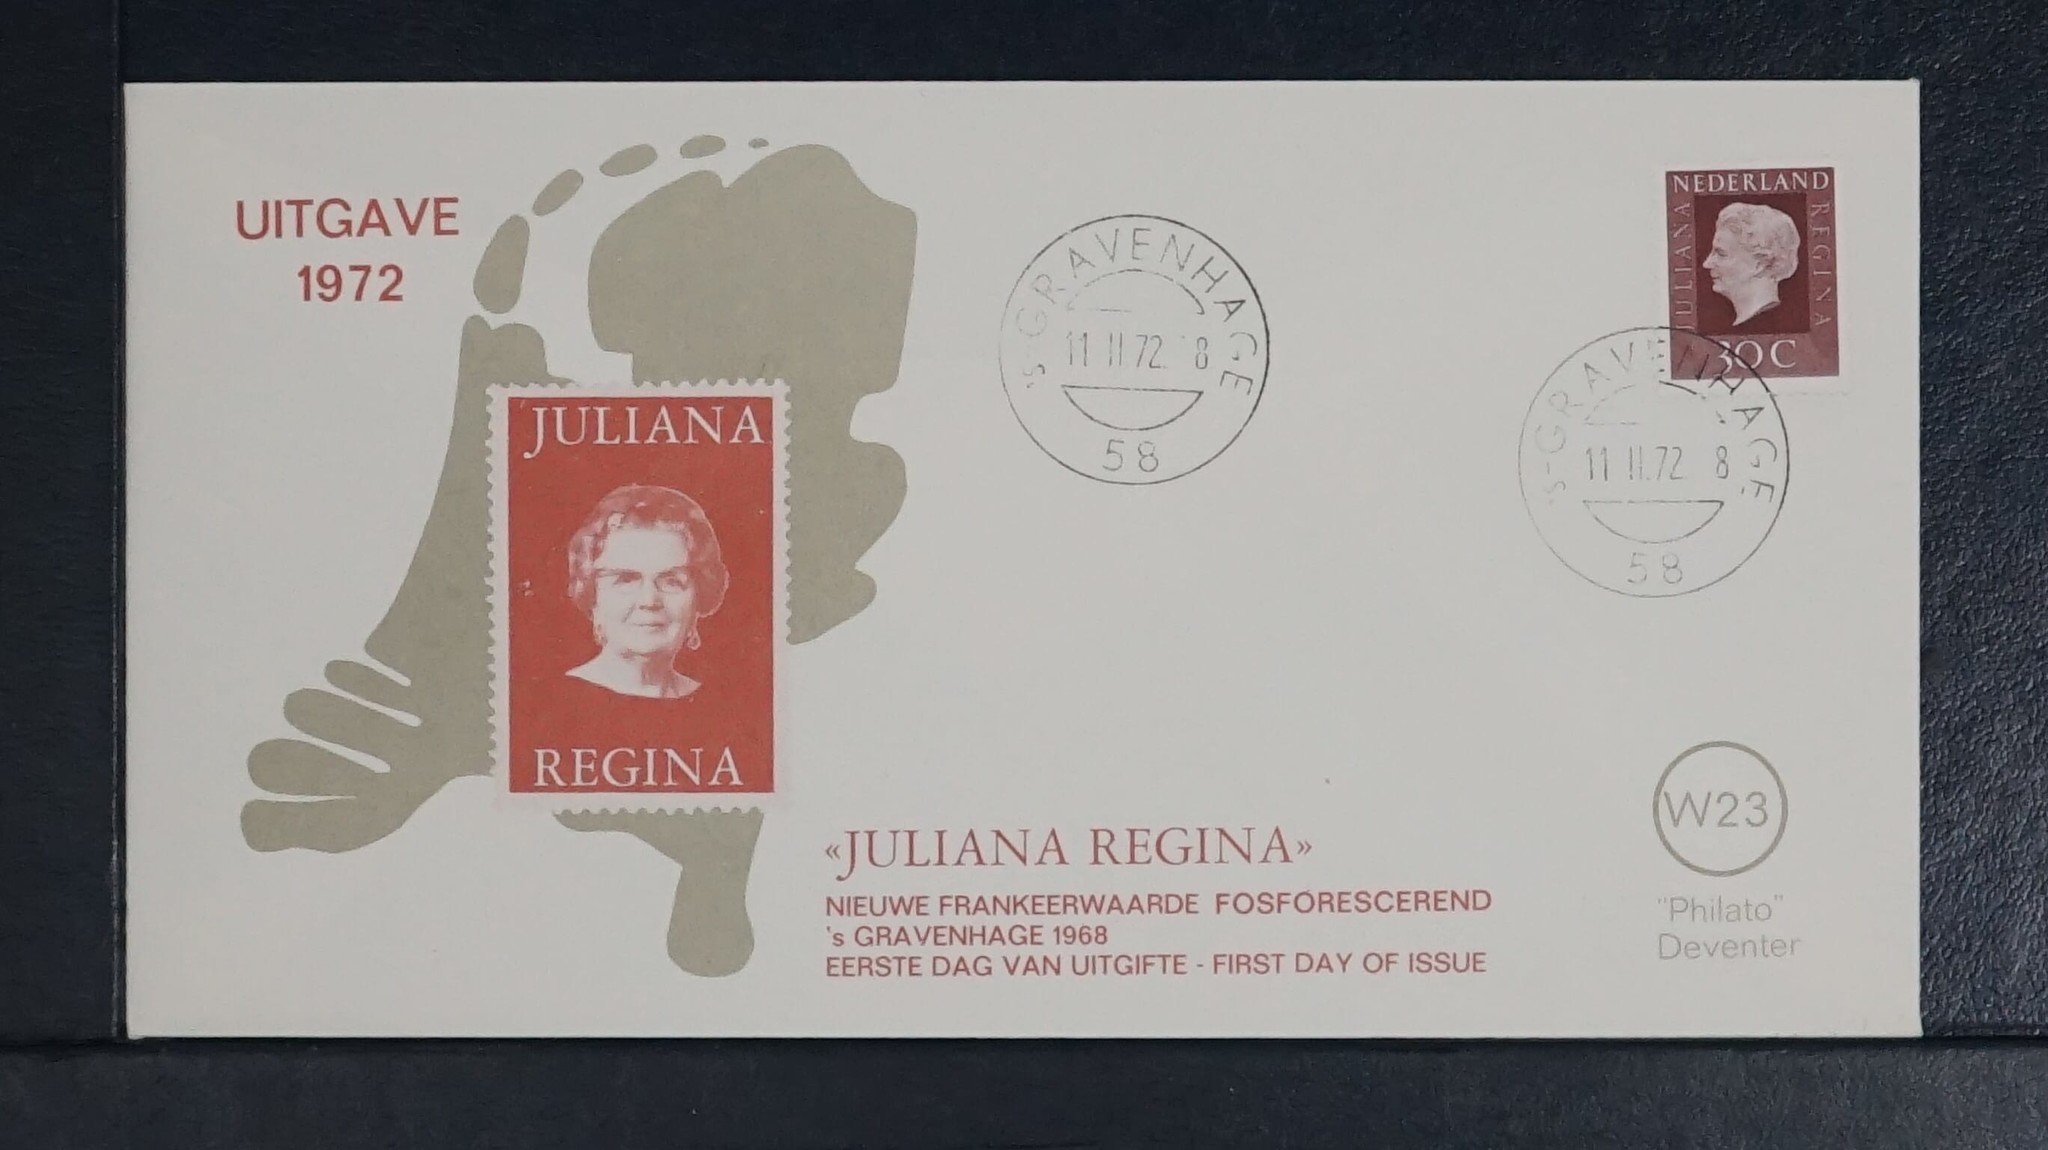 UITGAVE
1972
JULIANA
REGINA
'S-GRAVENHAGE
11 II 72 8
58
NEDERLAND
JULIANA
REGINA
30C
'S-GRAVENHAGE
11 II.72 8
58
«JULIANA REGINA»
NIEUWE FRANKEERWAARDE FOSFORESCEREND
's GRAVENHAGE 1968
EERSTE DAG VAN UITGIFTE - FIRST DAY OF ISSUE
W23
"Philato"
Deventer